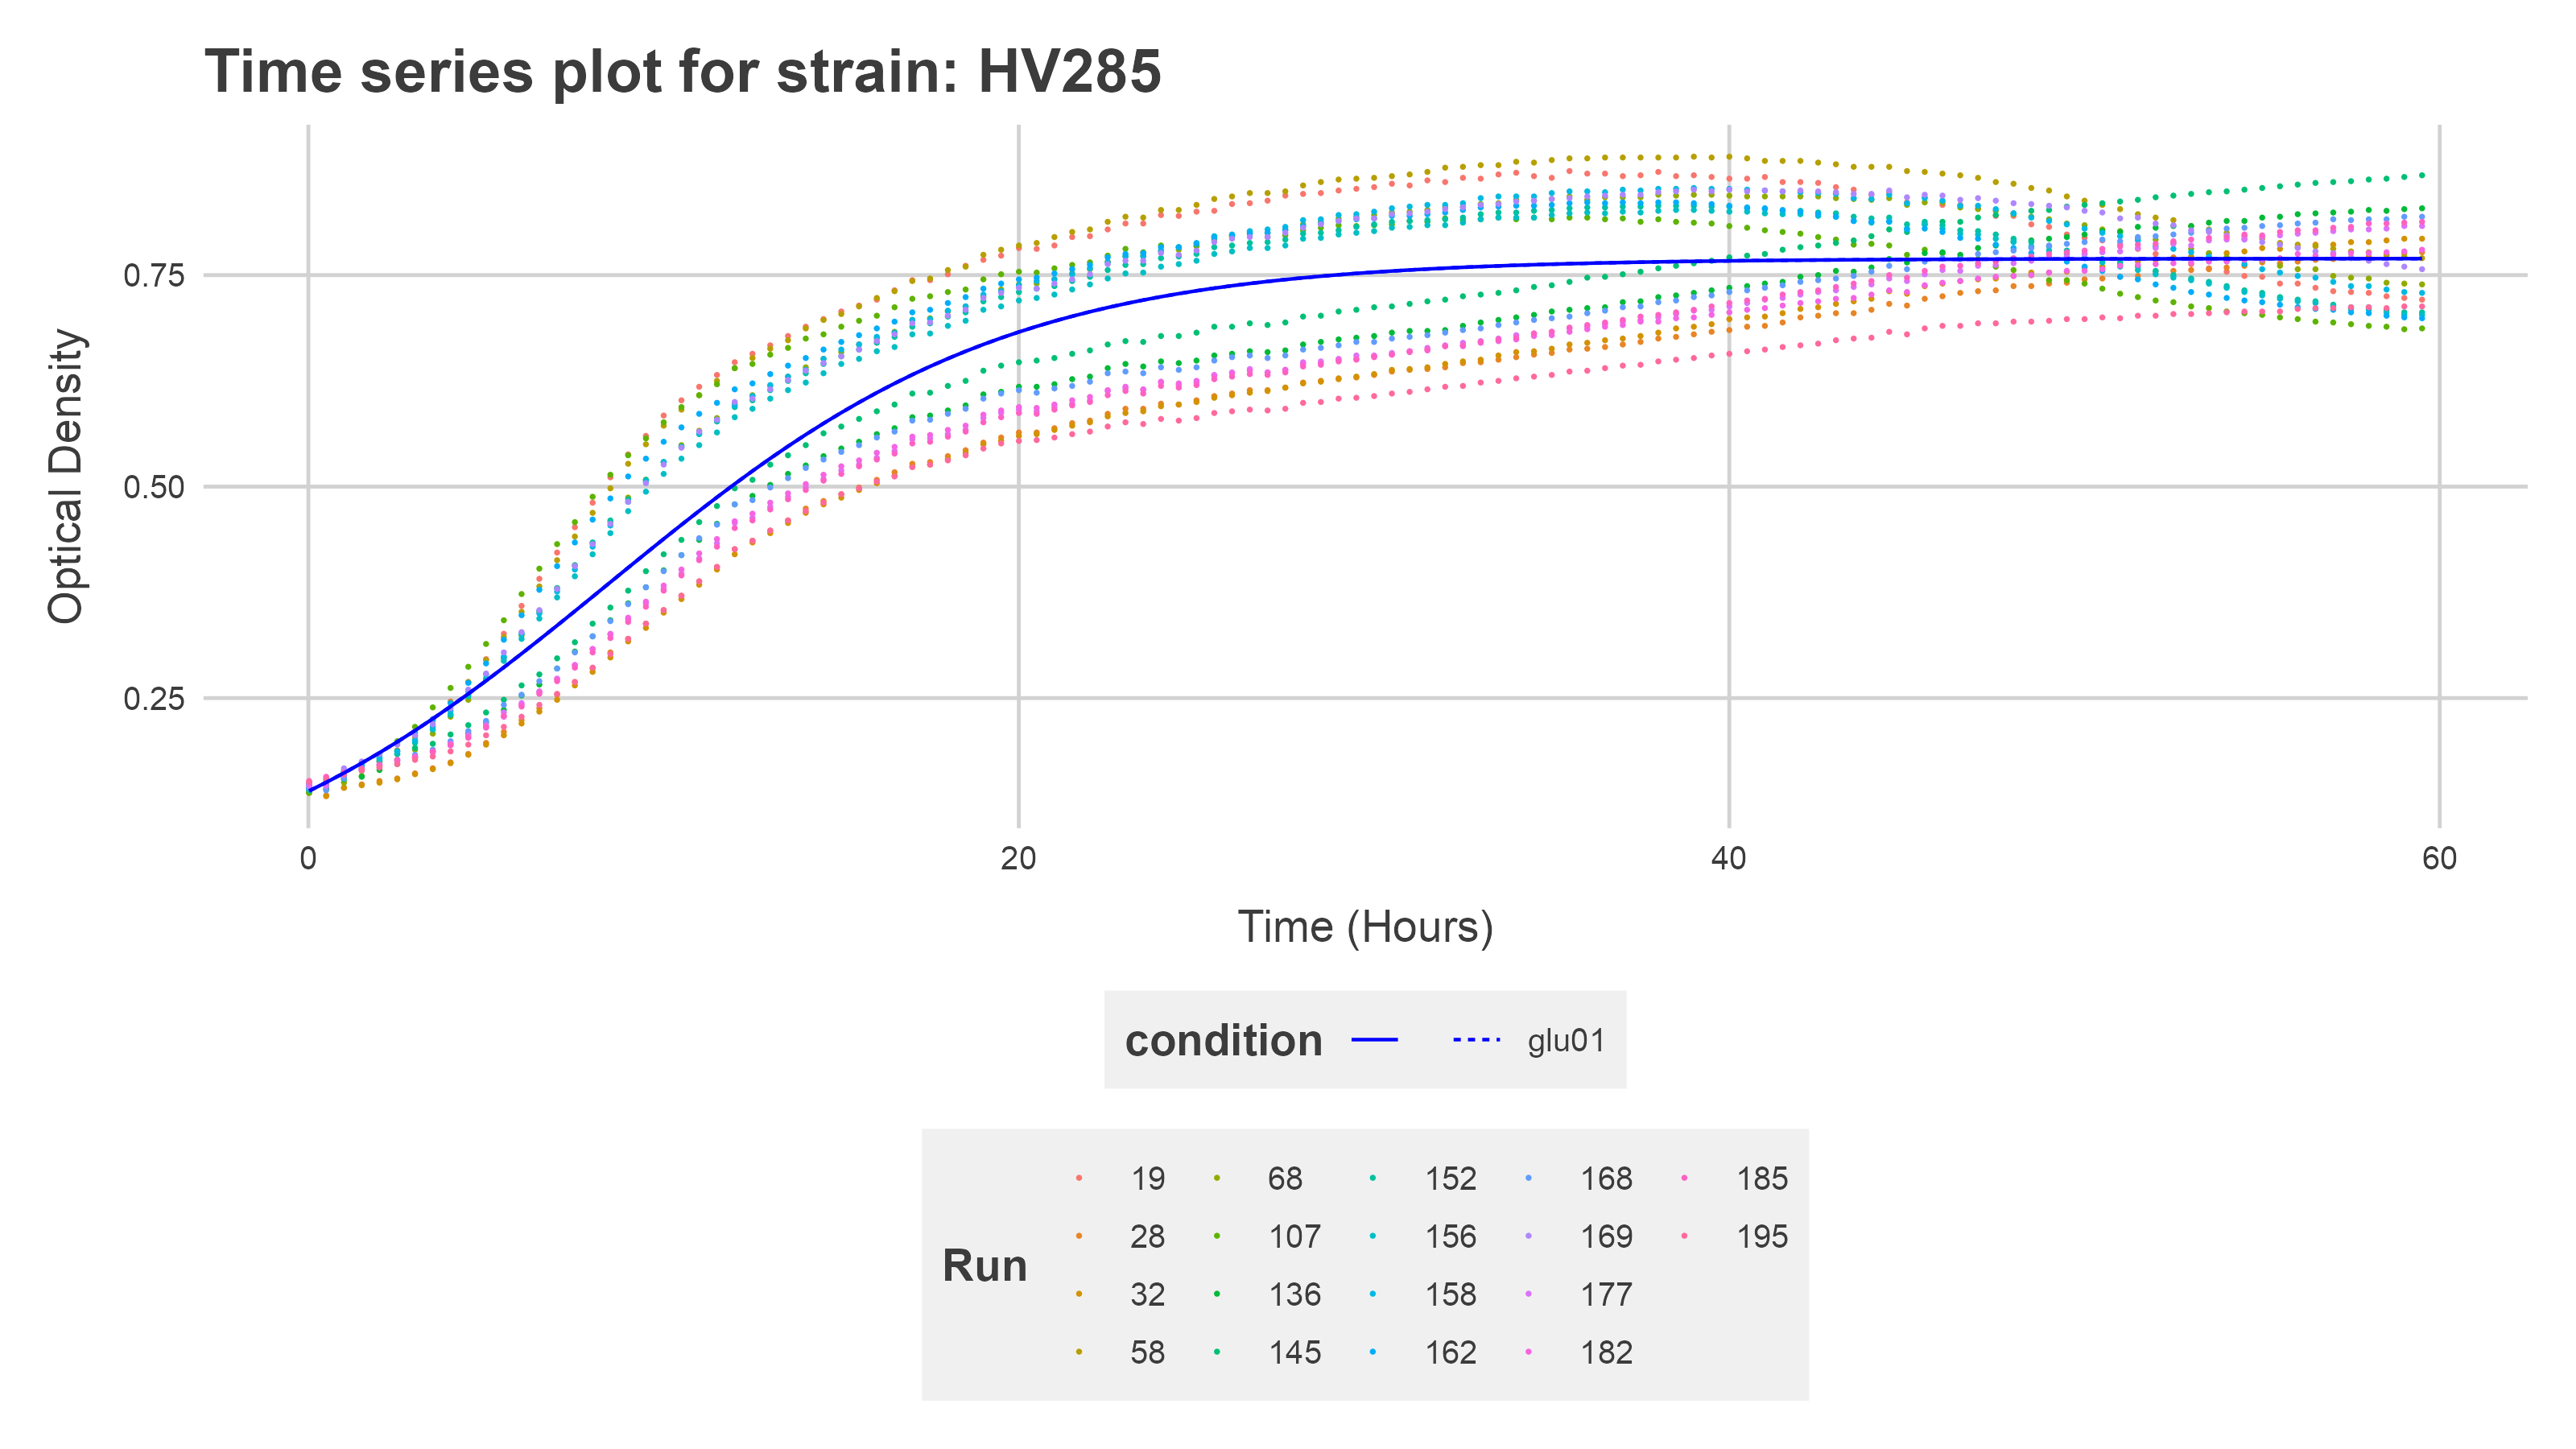 Time series plot for strain: HV285
Optical Density
0.75
0.50
0.25
0 20 40 60
Time (Hours)
condition glu01
Run
19 68 152 168 185
28 107 156 169 195
32 136 158 177
58 145 162 182